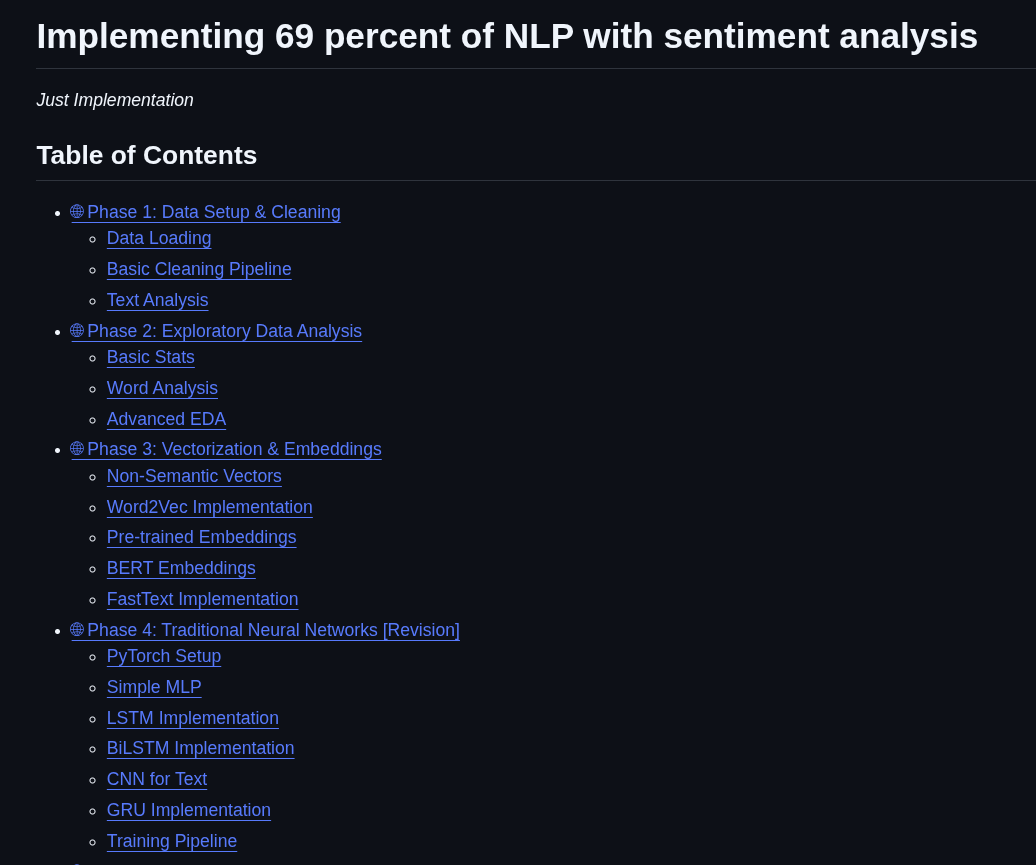 Implementing 69 percent of NLP with sentiment analysis
Just Implementation
Table of Contents
Phase 1: Data Setup & Cleaning
Data Loading
Basic Cleaning Pipeline
Text Analysis
Phase 2: Exploratory Data Analysis
Basic Stats
Word Analysis
Advanced EDA
Phase 3: Vectorization & Embeddings
Non-Semantic Vectors
Word2Vec Implementation
Pre-trained Embeddings
BERT Embeddings
FastText Implementation
Phase 4: Traditional Neural Networks [Revision]
PyTorch Setup
Simple MLP
LSTM Implementation
BiLSTM Implementation
CNN for Text
GRU Implementation
Training Pipeline